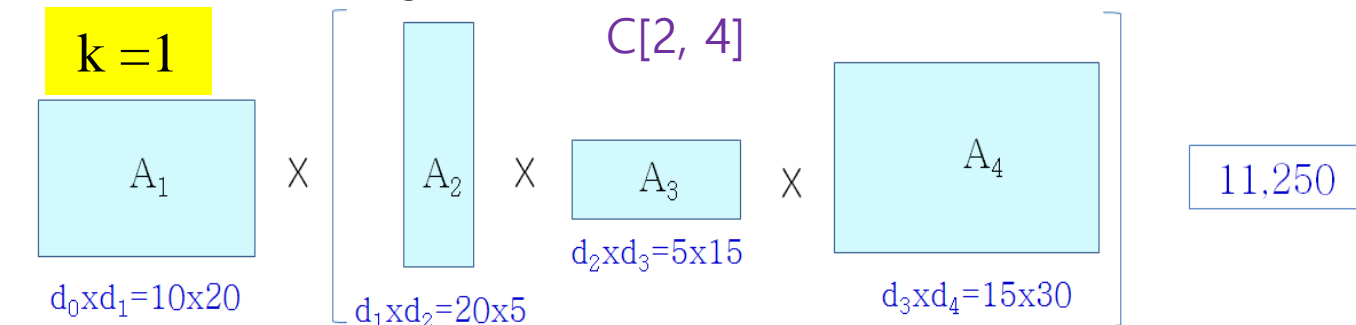 k =1
C[2, 4]
A₁ X A₂ X A₃ X A₄
11,250
d₀xd₁=10x20
d₁xd₂=20x5
d₂xd₃=5x15
d₃xd₄=15x30